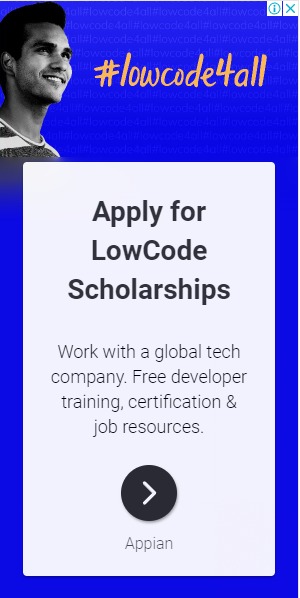 #lowcode4all
Apply for
LowCode
Scholarships
Work with a global tech
company. Free developer
training, certification &
job resources.
Appian